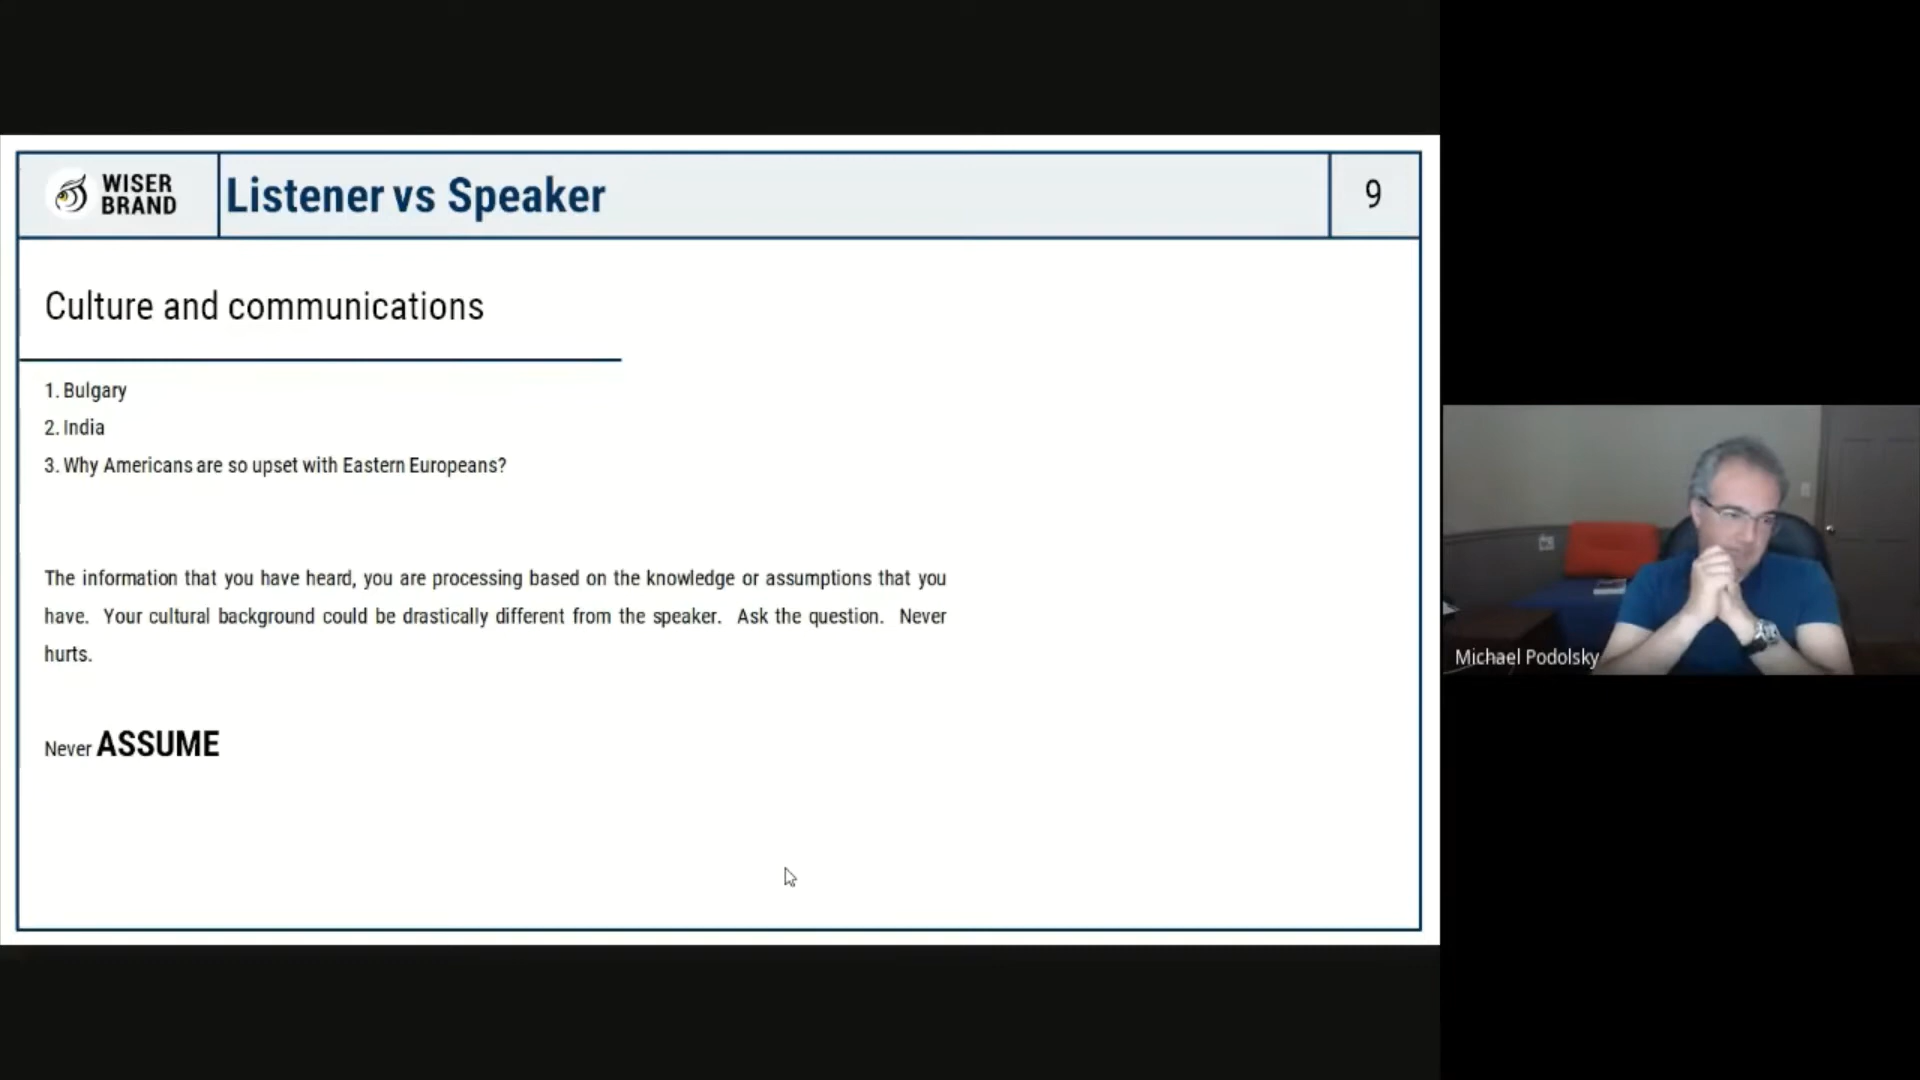 WISER
BRAND
Listener vs Speaker
9
Culture and communications
1. Bulgary
2. India
3. Why Americans are so upset with Eastern Europeans?
The information that you have heard, you are processing based on the knowledge or assumptions that you
have. Your cultural background could be drastically different from the speaker. Ask the question. Never
hurts.
Never ASSUME
Michael Podolsky